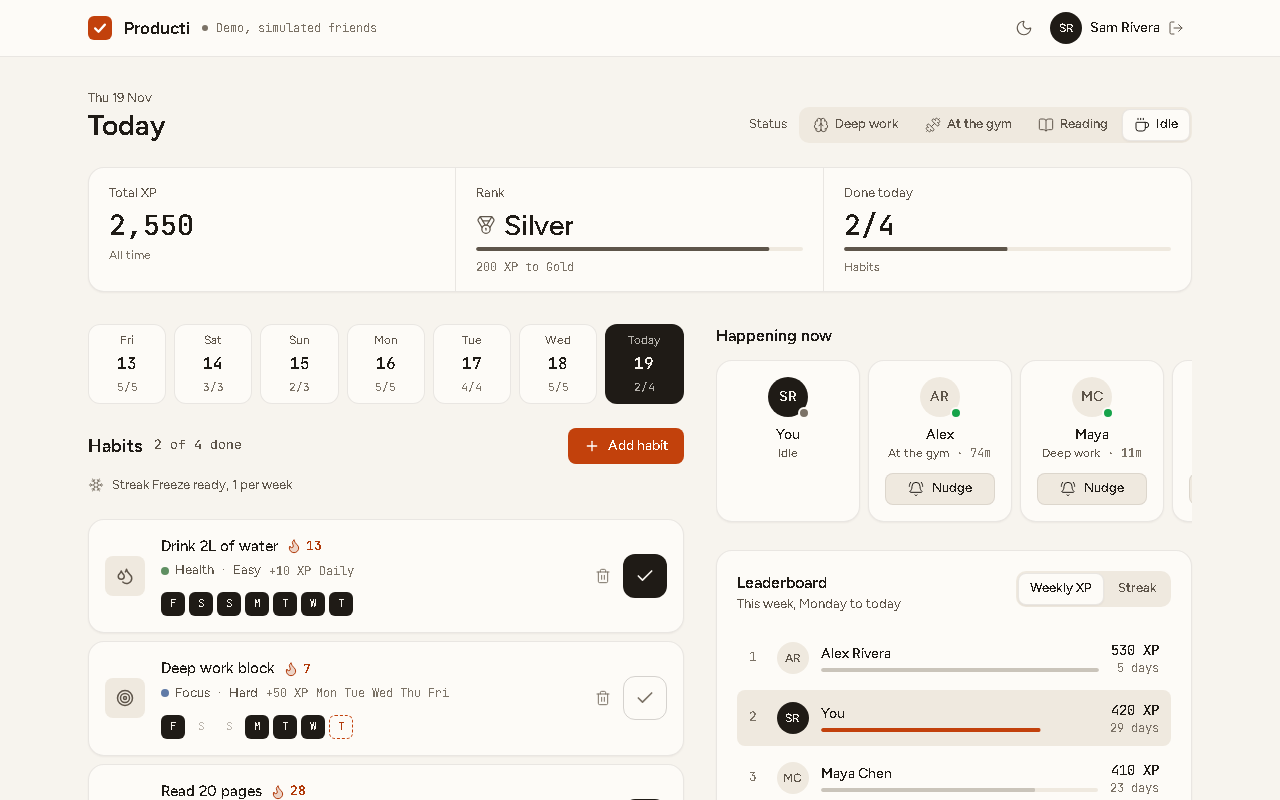 Producti
Demo, simulated friends
SR
Sam Rivera
Thu 19 Nov
Today
Status
Deep work
At the gym
Reading
Idle
Total XP
2,550
All time
Rank
Silver
200 XP to Gold
Done today
2/4
Habits
Fri
13
5/5
Sat
14
3/3
Sun
15
2/3
Mon
16
5/5
Tue
17
4/4
Wed
18
5/5
Today
19
2/4
Habits
2 of 4 done
Add habit
Streak Freeze ready, 1 per week
Drink 2L of water
13
Health · Easy +10 XP Daily
F S S M T W T
Deep work block
7
Focus · Hard +50 XP Mon Tue Wed Thu Fri
F S S M T W T
Read 20 pages
28
Happening now
SR
You
Idle
AR
Alex
At the gym · 74m
Nudge
MC
Maya
Deep work · 11m
Nudge
Leaderboard
This week, Monday to today
Weekly XP
Streak
1
AR
Alex Rivera
530 XP
5 days
2
SR
You
420 XP
29 days
3
MC
Maya Chen
410 XP
23 days